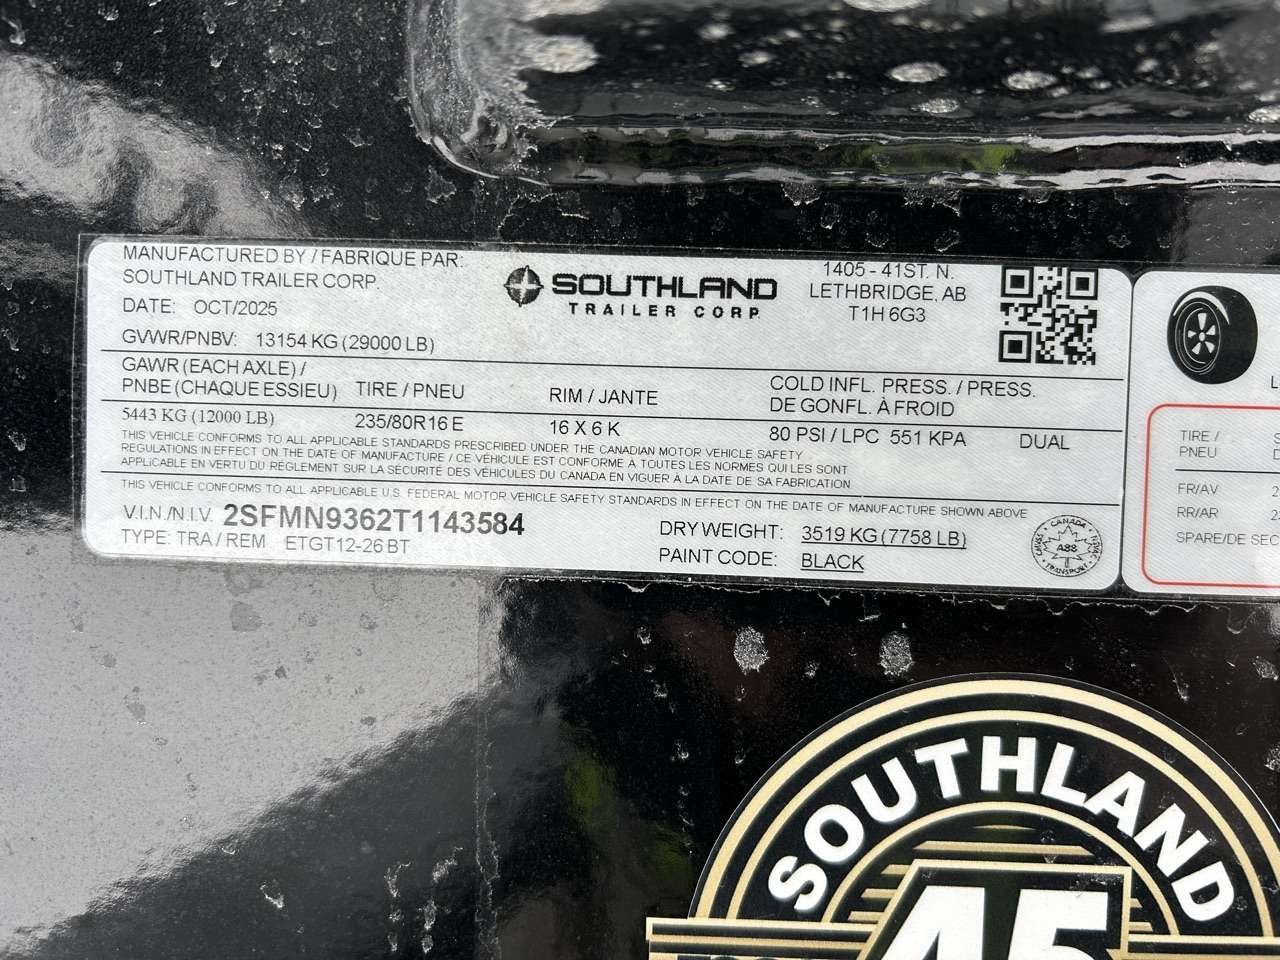 MANUFACTURED BY / FABRIQUE PAR:
SOUTHLAND TRAILER CORP.
DATE: OCT/2025
GVWR/PNBV: 13154 KG (29000 LB)
SOUTHLAND
TRAILER CORP.
1405 - 41ST. N.
LETHBRIDGE, AB
T1H 6G3
GAWR (EACH AXLE) /
PNBE (CHAQUE ESSIEU) TIRE / PNEU RIM / JANTE COLD INFL. PRESS. / PRESS.
DE GONFL. À FROID
5443 KG (12000 LB) 235/80R16 E 16 X 6 K 80 PSI / LPC 551 KPA DUAL
THIS VEHICLE CONFORMS TO ALL APPLICABLE STANDARDS PRESCRIBED UNDER THE CANADIAN MOTOR VEHICLE SAFETY
REGULATIONS IN EFFECT ON THE DATE OF MANUFACTURE / CE VÉHICULE EST CONFORME À TOUTES LES NORMES QUI LES SONT
APPLICABLE EN VERTU DU RÉGLEMENT SUR LA SÉCURITÉ DES VÉHICULES DU CANADA EN VIGUER A LA DATE DE SA FABRICATION
THIS VEHICLE CONFORMS TO ALL APPLICABLE U.S. FEDERAL MOTOR VEHICLE SAFETY STANDARDS IN EFFECT ON THE DATE OF MANUFACTURE SHOWN ABOVE
V.I.N./N.I.V. 2SFMN9362T1143584
TYPE: TRA / REM ETGT12-26 BT
DRY WEIGHT: 3519 KG (7758 LB)
PAINT CODE: BLACK
CANADA
A88
TRANSPORT
TIRE /
PNEU
FR/AV 2
RR/AR 2
SPARE/DE SEC
SOUTHLAND
45